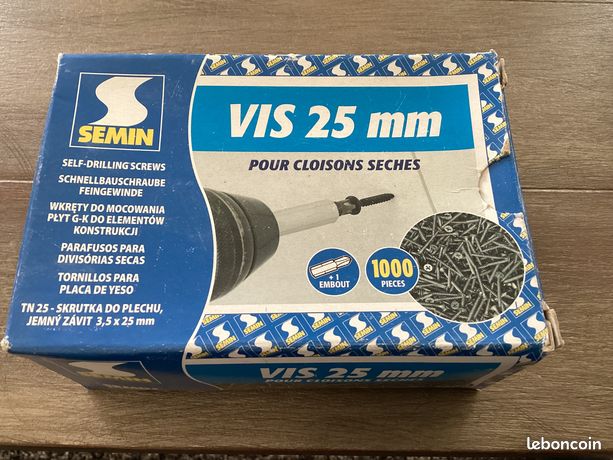 SEMIN
SELF-DRILLING SCREWS
SCHNELLBAUSCHRAUBE
FEINGEWINDE
WKRĘTY DO MOCOWANIA
PŁYT G-K DO ELEMENTÓW
KONSTRUKCJI
PARAFUSOS PARA
DIVISÓRIAS SECAS
TORNILLOS PARA
PLACA DE YESO
TN 25 - SKRUTKA DO PLECHU,
JEMNÝ ZÁVIT 3,5 x 25 mm
VIS 25 mm
POUR CLOISONS SECHES
+ 1
EMBOUT
1000
PIECES
VIS 25 mm
POUR CLOISONS SECHES
leboncoin